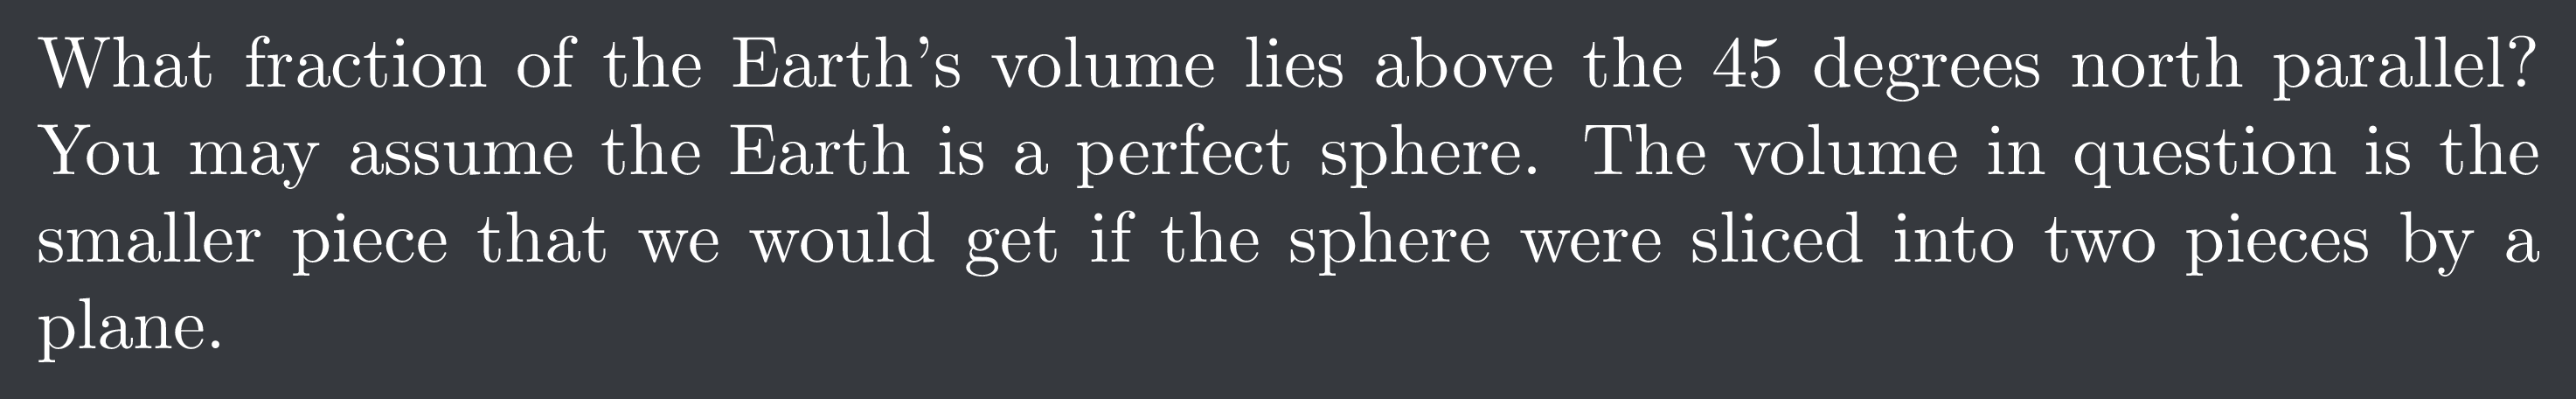 What fraction of the Earth’s volume lies above the 45 degrees north parallel?
You may assume the Earth is a perfect sphere. The volume in question is the
smaller piece that we would get if the sphere were sliced into two pieces by a
plane.